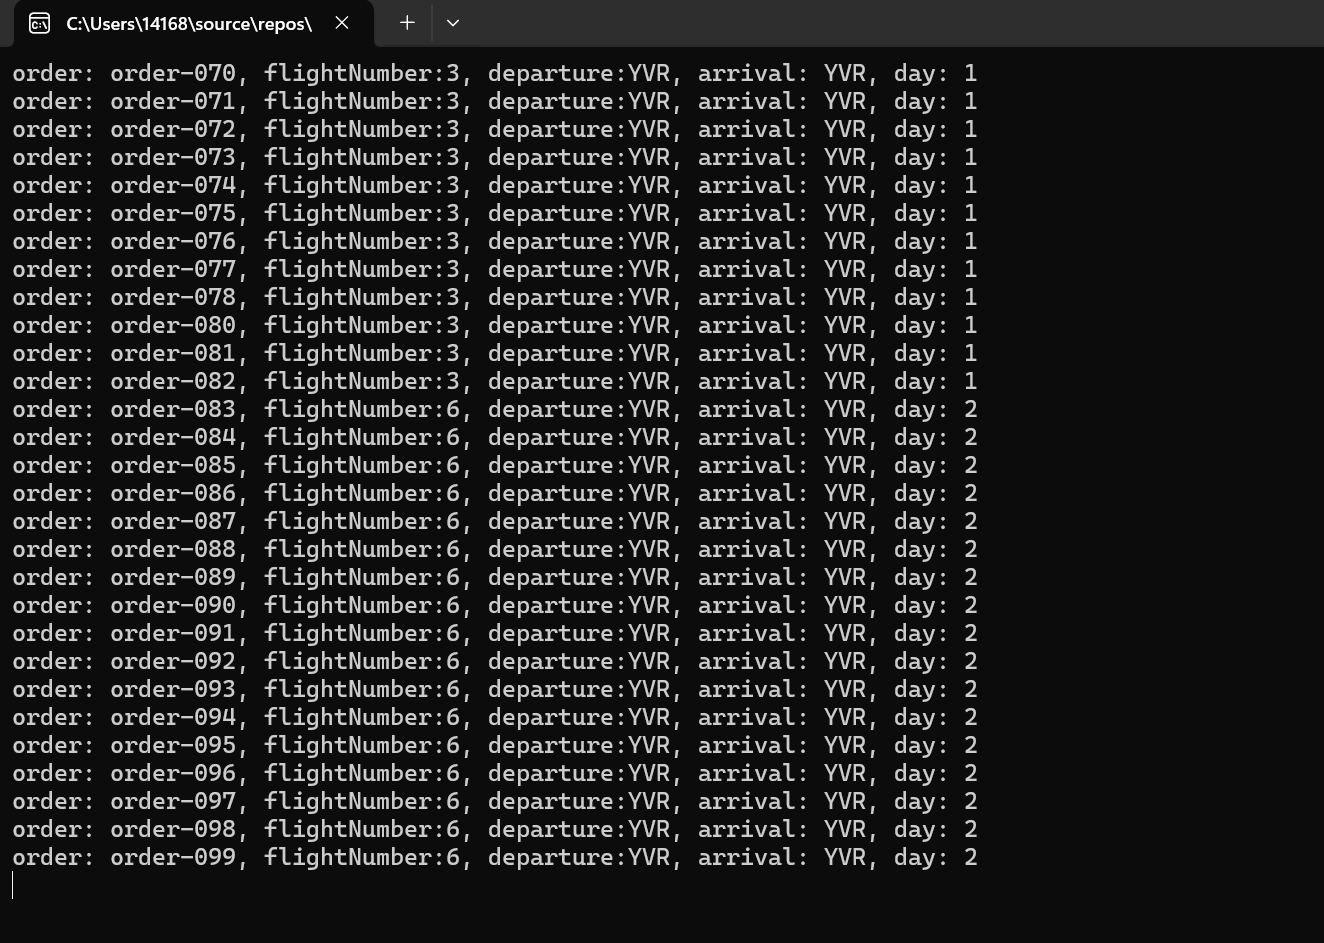 C:\Users\14168\source\repos\
order: order-070, flightNumber:3, departure:YVR, arrival: YVR, day: 1
order: order-071, flightNumber:3, departure:YVR, arrival: YVR, day: 1
order: order-072, flightNumber:3, departure:YVR, arrival: YVR, day: 1
order: order-073, flightNumber:3, departure:YVR, arrival: YVR, day: 1
order: order-074, flightNumber:3, departure:YVR, arrival: YVR, day: 1
order: order-075, flightNumber:3, departure:YVR, arrival: YVR, day: 1
order: order-076, flightNumber:3, departure:YVR, arrival: YVR, day: 1
order: order-077, flightNumber:3, departure:YVR, arrival: YVR, day: 1
order: order-078, flightNumber:3, departure:YVR, arrival: YVR, day: 1
order: order-080, flightNumber:3, departure:YVR, arrival: YVR, day: 1
order: order-081, flightNumber:3, departure:YVR, arrival: YVR, day: 1
order: order-082, flightNumber:3, departure:YVR, arrival: YVR, day: 1
order: order-083, flightNumber:6, departure:YVR, arrival: YVR, day: 2
order: order-084, flightNumber:6, departure:YVR, arrival: YVR, day: 2
order: order-085, flightNumber:6, departure:YVR, arrival: YVR, day: 2
order: order-086, flightNumber:6, departure:YVR, arrival: YVR, day: 2
order: order-087, flightNumber:6, departure:YVR, arrival: YVR, day: 2
order: order-088, flightNumber:6, departure:YVR, arrival: YVR, day: 2
order: order-089, flightNumber:6, departure:YVR, arrival: YVR, day: 2
order: order-090, flightNumber:6, departure:YVR, arrival: YVR, day: 2
order: order-091, flightNumber:6, departure:YVR, arrival: YVR, day: 2
order: order-092, flightNumber:6, departure:YVR, arrival: YVR, day: 2
order: order-093, flightNumber:6, departure:YVR, arrival: YVR, day: 2
order: order-094, flightNumber:6, departure:YVR, arrival: YVR, day: 2
order: order-095, flightNumber:6, departure:YVR, arrival: YVR, day: 2
order: order-096, flightNumber:6, departure:YVR, arrival: YVR, day: 2
order: order-097, flightNumber:6, departure:YVR, arrival: YVR, day: 2
order: order-098, flightNumber:6, departure:YVR, arrival: YVR, day: 2
order: order-099, flightNumber:6, departure:YVR, arrival: YVR, day: 2